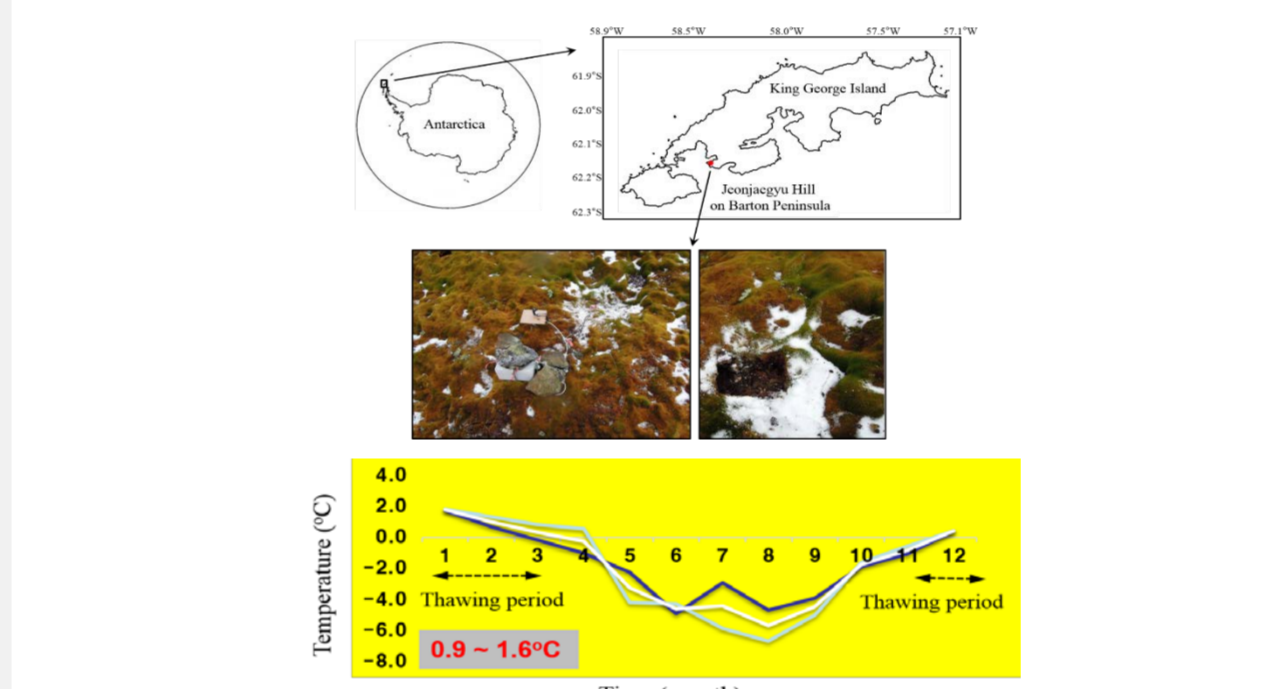 58.9°W 58.5°W 58.0°W 57.5°W 57.1°W
61.9°S
62.0°S
62.1°S
62.2°S
62.3°S
King George Island
Antarctica
Jeonjaegyu Hill
on Barton Peninsula
Temperature (°C)
4.0
2.0
0.0
-2.0
-4.0
-6.0
-8.0
1 2 3 4 5 6 7 8 9 10 11 12
Thawing period
Thawing period
0.9 ~ 1.6°C